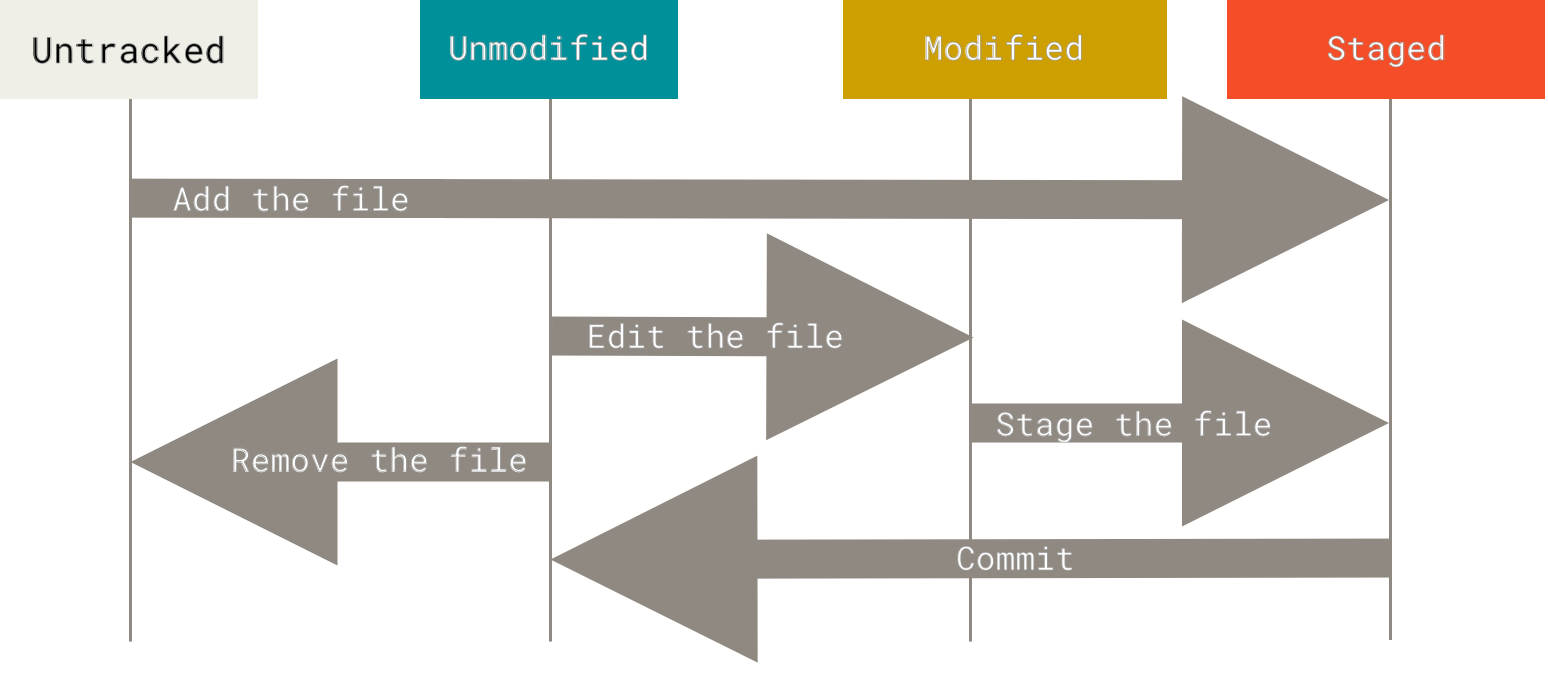 Untracked
Unmodified
Modified
Staged
Add the file
Edit the file
Stage the file
Remove the file
Commit